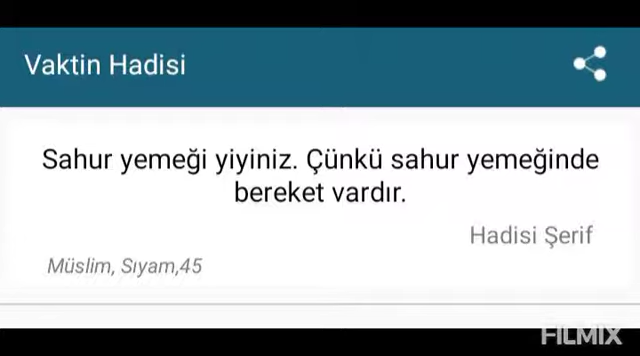 Vaktin Hadisi
Sahur yemeği yiyiniz. Çünkü sahur yemeğinde
bereket vardır.
Hadisi Şerif
Müslim, Sıyam,45
FILMIX